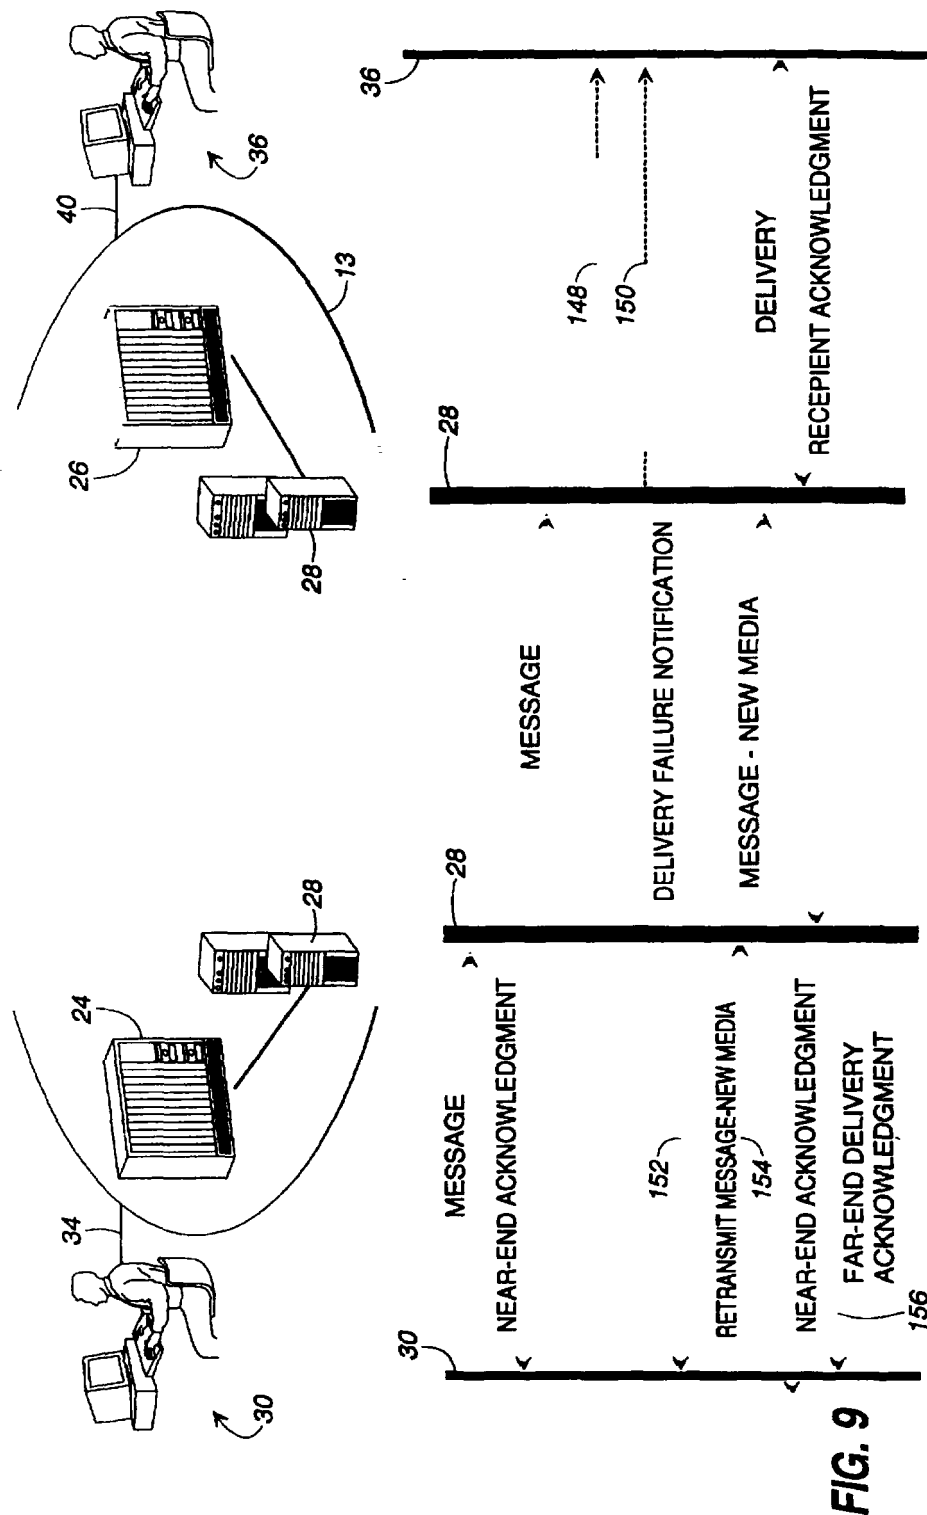 30
34
24
28
28
26
13
40
36
30
28
28
36
MESSAGE
NEAR-END ACKNOWLEDGMENT
MESSAGE
148
150
152
DELIVERY FAILURE NOTIFICATION
RETRANSMIT MESSAGE-NEW MEDIA
154
MESSAGE - NEW MEDIA
DELIVERY
NEAR-END ACKNOWLEDGMENT
RECEPIENT ACKNOWLEDGMENT
FAR-END DELIVERY
ACKNOWLEDGMENT
156
FIG. 9